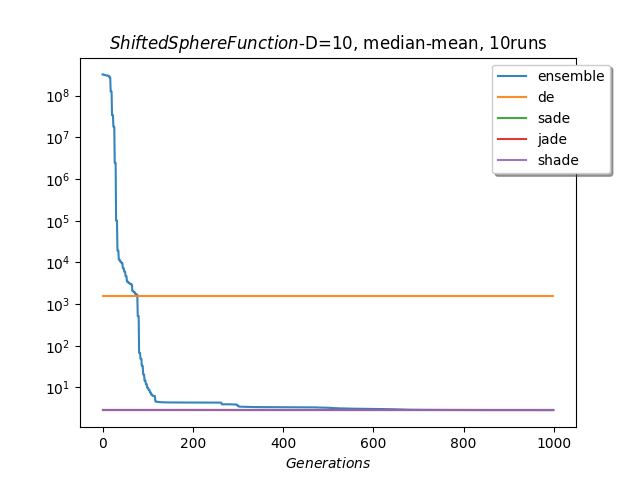 ShiftedSphereFunction-D=10, median-mean, 10runs
ensemble
de
sade
jade
shade
10^8
10^7
10^6
10^5
10^4
10^3
10^2
10^1
0 200 400 600 800 1000
Generations